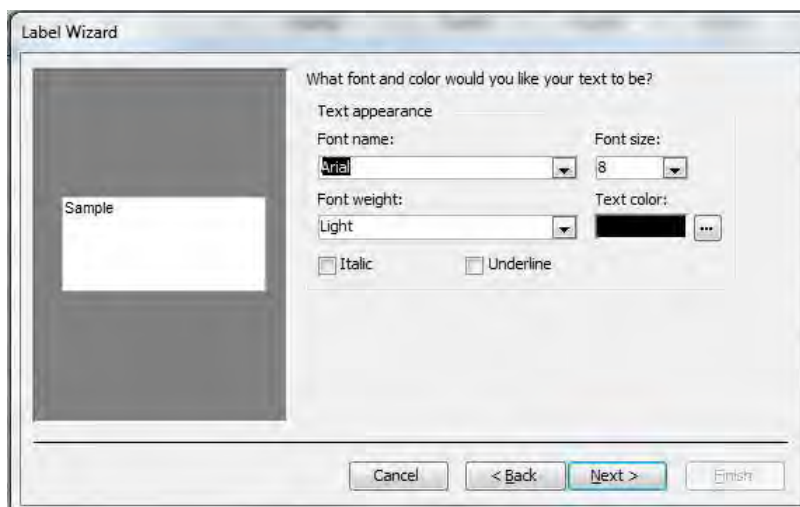 Label Wizard
What font and color would you like your text to be?
Text appearance
Font name: Font size:
Arial 8
Sample
Font weight: Text color:
Light ...
Italic Underline
Cancel < Back Next > Finish